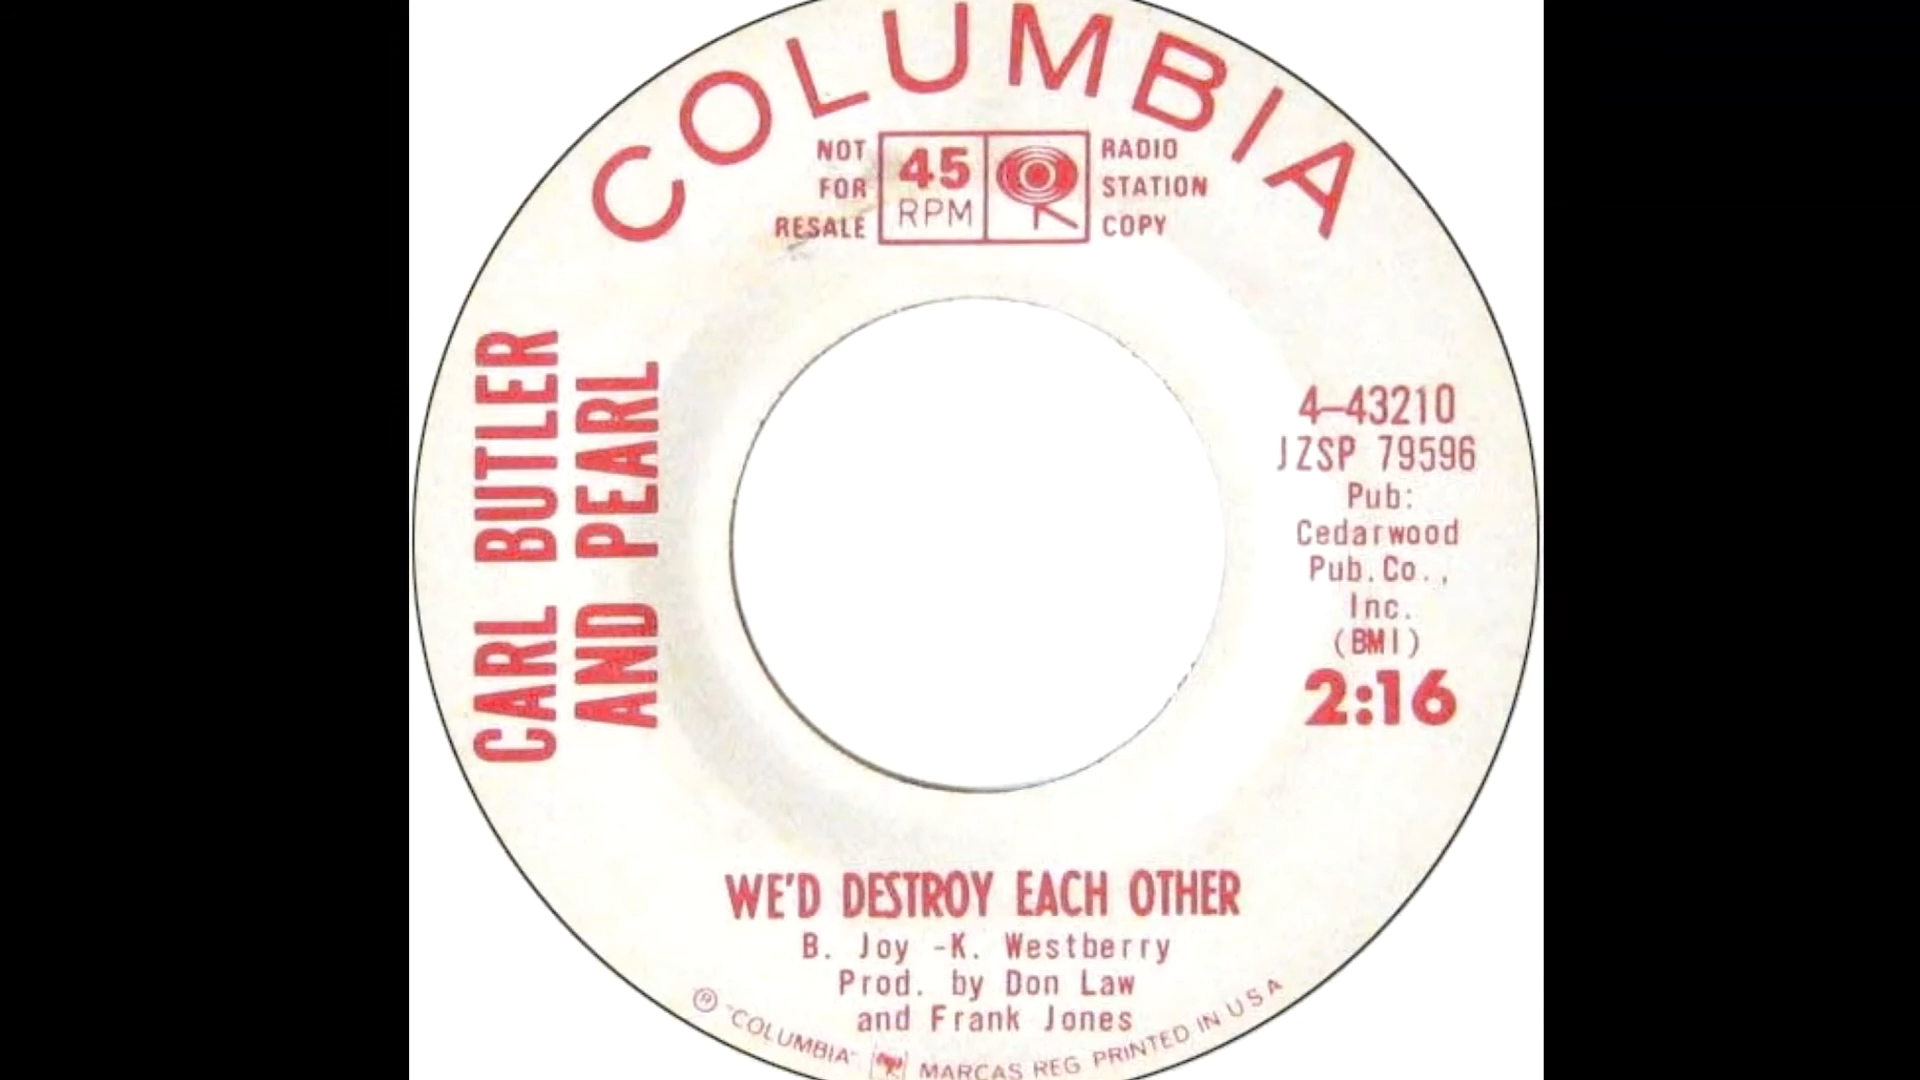 COLUMBIA
NOT
FOR
RESALE
45
RPM
RADIO
STATION
COPY
CARL BUTLER
AND PEARL
4-43210
JZSP 79596
Pub:
Cedarwood
Pub.Co.,
Inc.
(BMI)
2:16
WE'D DESTROY EACH OTHER
B. Joy -K. Westberry
Prod. by Don Law
and Frank Jones
® "COLUMBIA" MARCAS REG PRINTED IN U S A